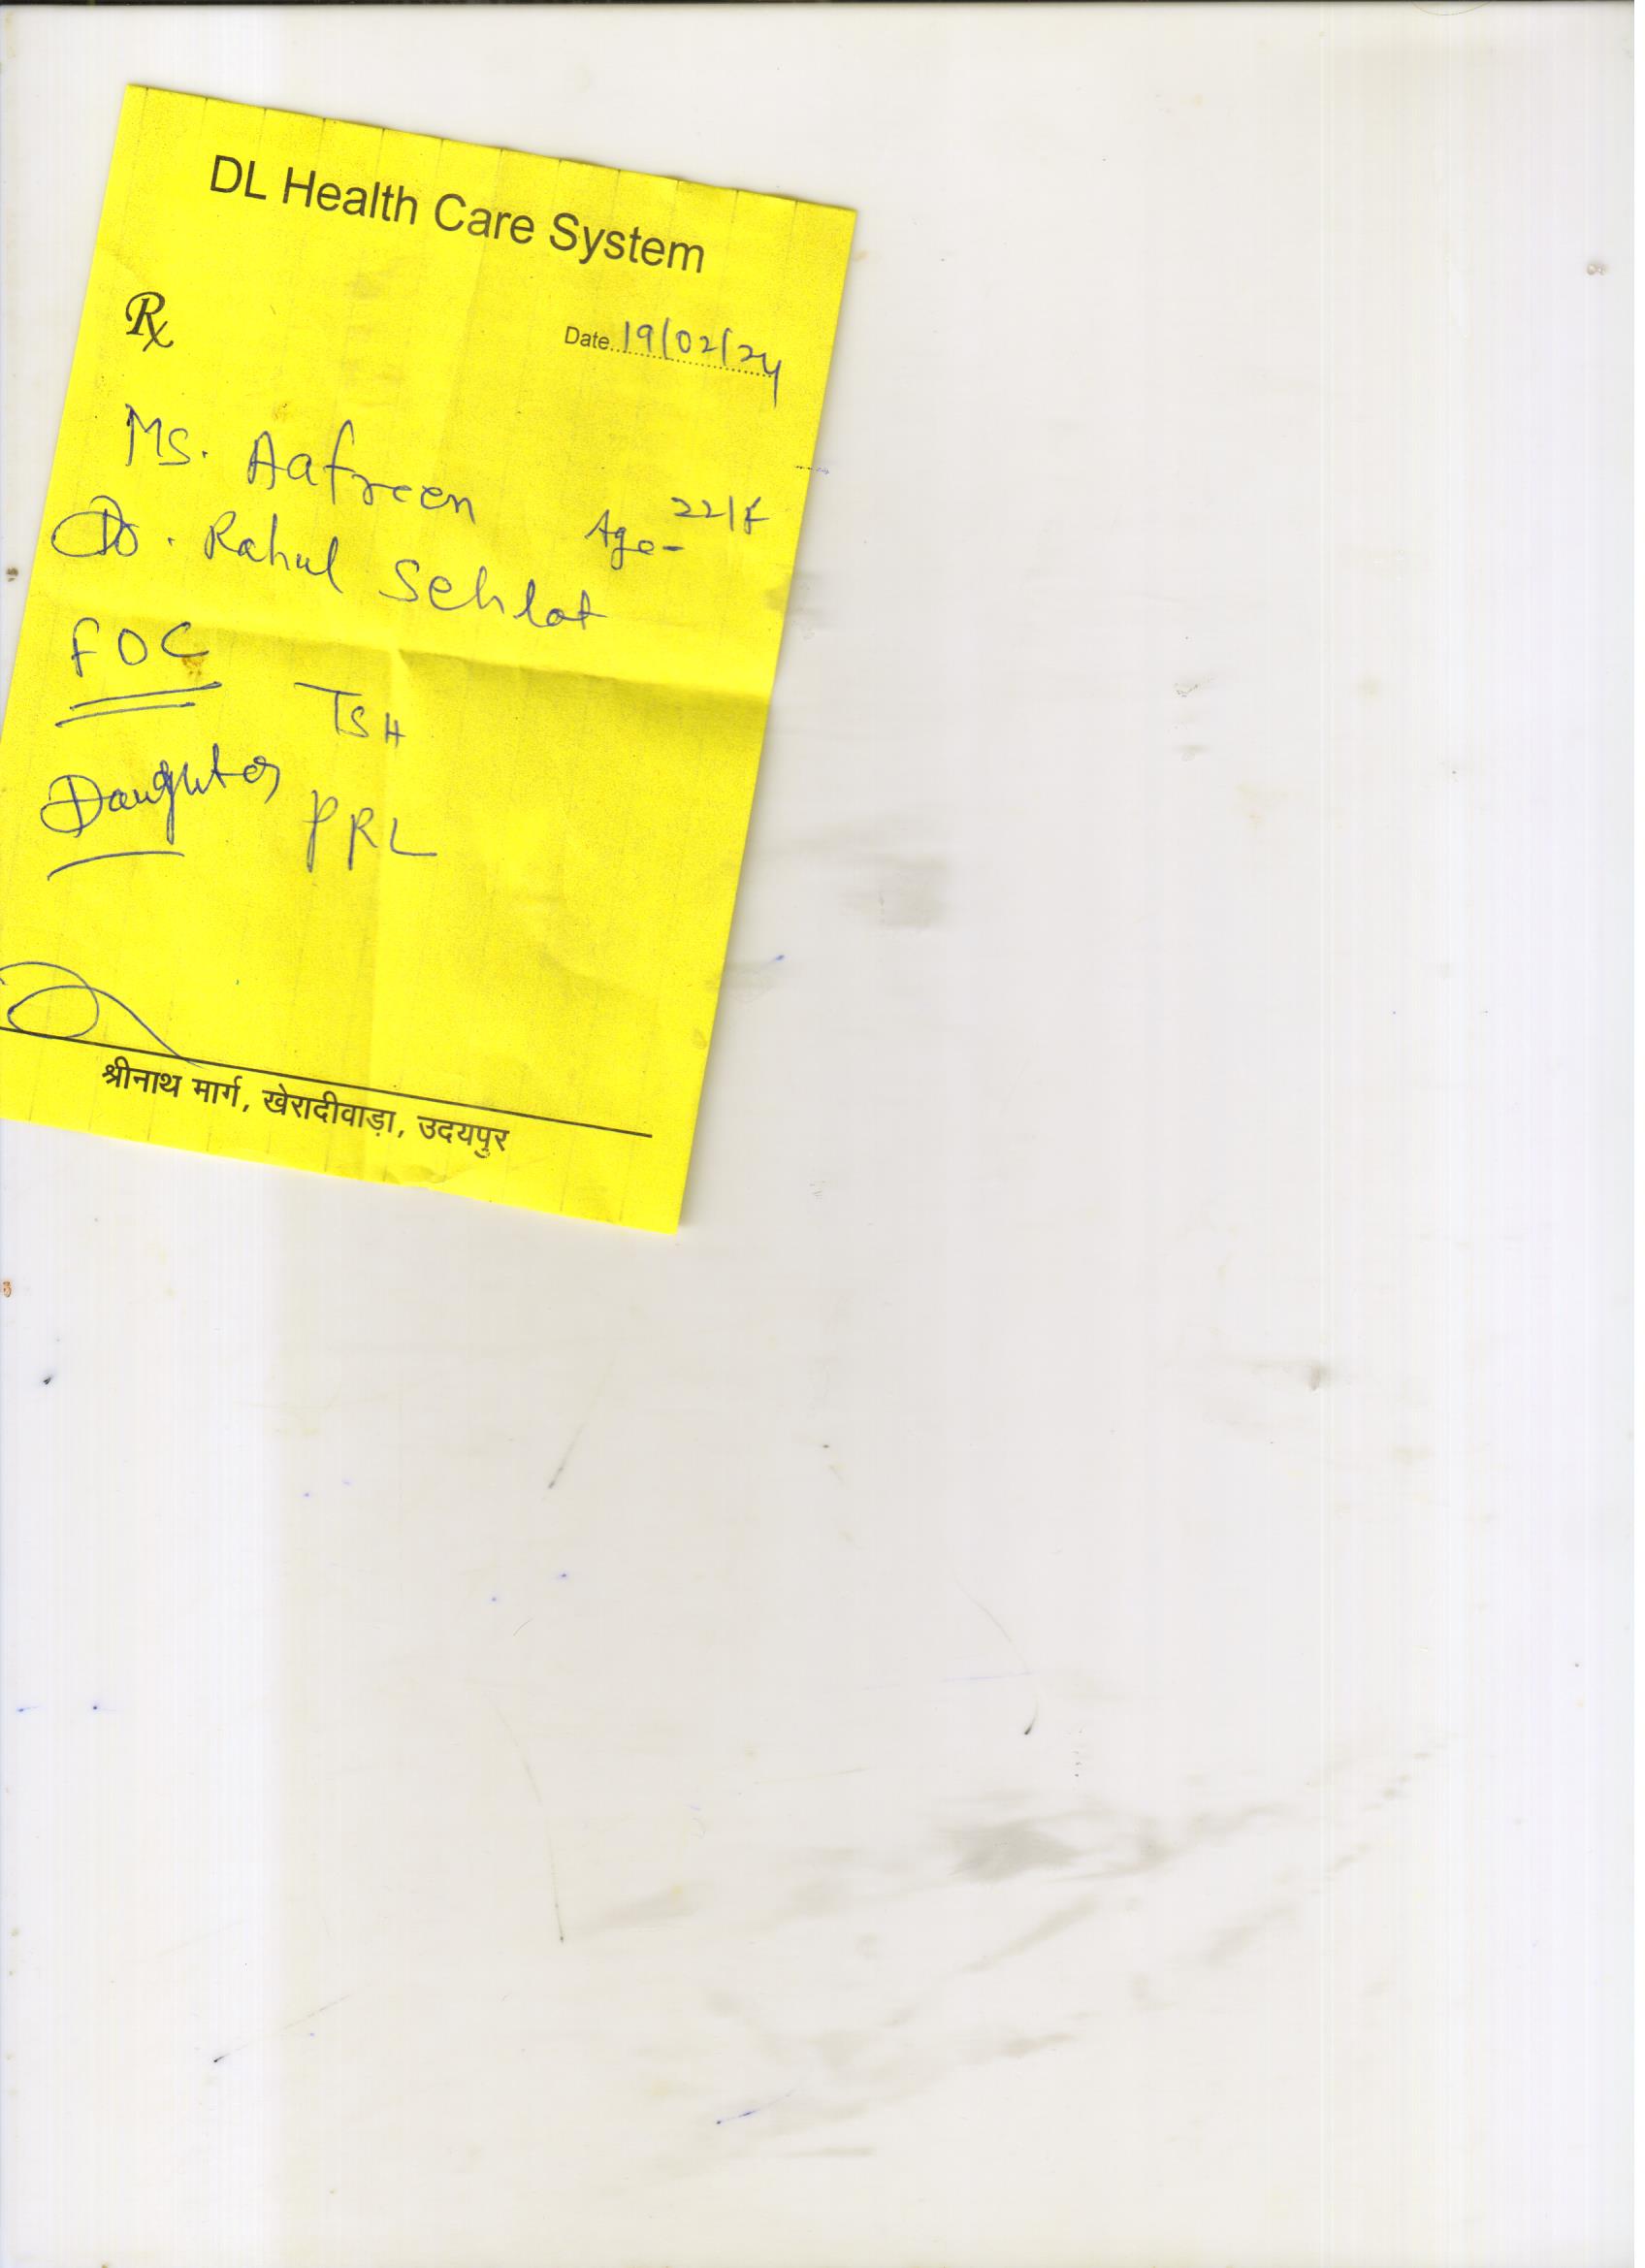 DL Health Care System
Rx
Date 19/02/24
Ms. Aafreen
Age- 22/F
Dr. Rahul Sehlot
FOC
TSH
Daughter
PRL
श्रीनाथ मार्ग, खेरादीवाड़ा, उदयपुर